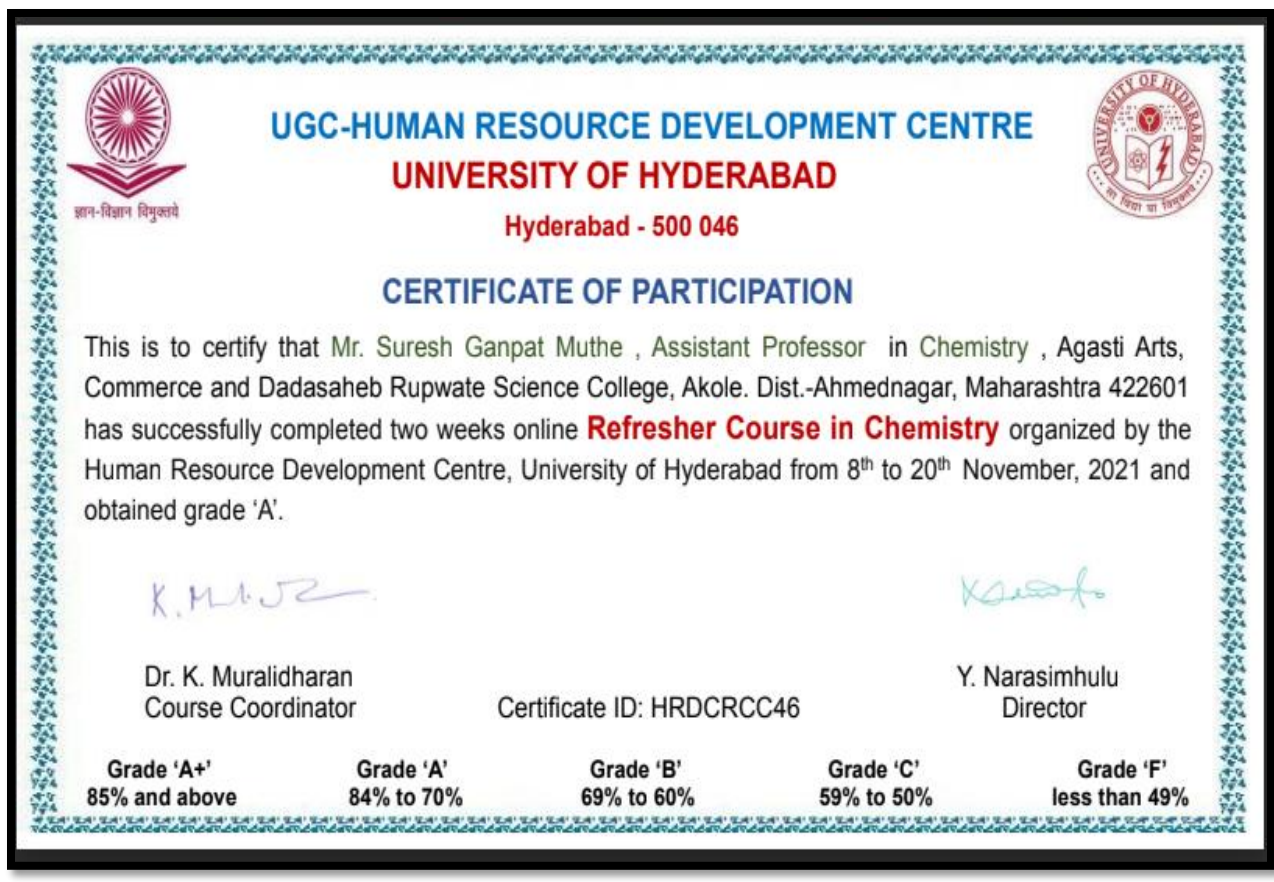 UGC-HUMAN RESOURCE DEVELOPMENT CENTRE
UNIVERSITY OF HYDERABAD
Hyderabad - 500 046
ज्ञान-विज्ञान विमुक्तये
UNIVERSITY OF HYDERABAD
सा विद्या या विमुक्तये
CERTIFICATE OF PARTICIPATION
This is to certify that Mr. Suresh Ganpat Muthe , Assistant Professor in Chemistry , Agasti Arts,
Commerce and Dadasaheb Rupwate Science College, Akole. Dist.-Ahmednagar, Maharashtra 422601
has successfully completed two weeks online Refresher Course in Chemistry organized by the
Human Resource Development Centre, University of Hyderabad from 8th to 20th November, 2021 and
obtained grade ‘A’.
Dr. K. Muralidharan
Course Coordinator
Certificate ID: HRDCRCC46
Y. Narasimhulu
Director
Grade ‘A+’ Grade ‘A’ Grade ‘B’ Grade ‘C’ Grade ‘F’
85% and above 84% to 70% 69% to 60% 59% to 50% less than 49%